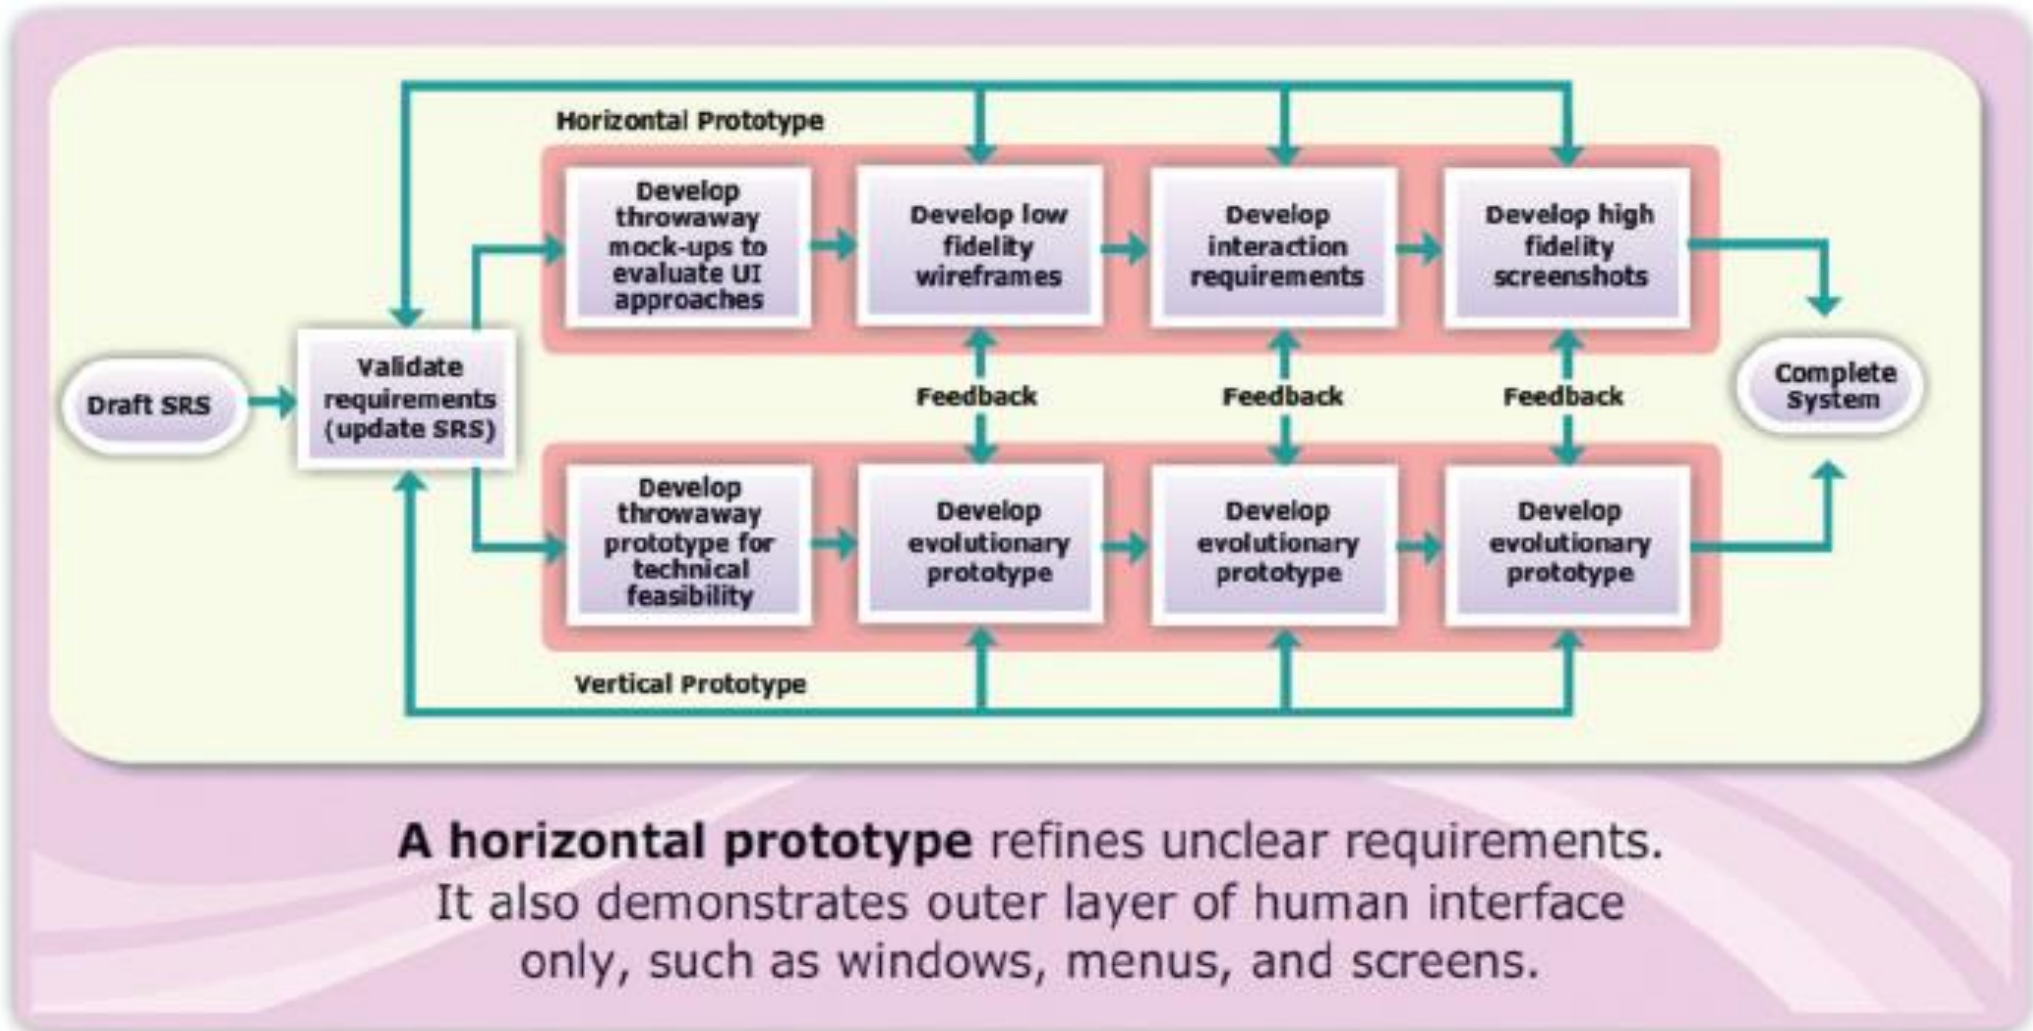 Horizontal Prototype
Develop
throwaway
mock-ups to
evaluate UI
approaches
Develop low
fidelity
wireframes
Develop
interaction
requirements
Develop high
fidelity
screenshots
Draft SRS
Validate
requirements
(update SRS)
Feedback
Feedback
Feedback
Complete
System
Develop
throwaway
prototype for
technical
feasibility
Develop
evolutionary
prototype
Develop
evolutionary
prototype
Develop
evolutionary
prototype
Vertical Prototype
A horizontal prototype refines unclear requirements.
It also demonstrates outer layer of human interface
only, such as windows, menus, and screens.